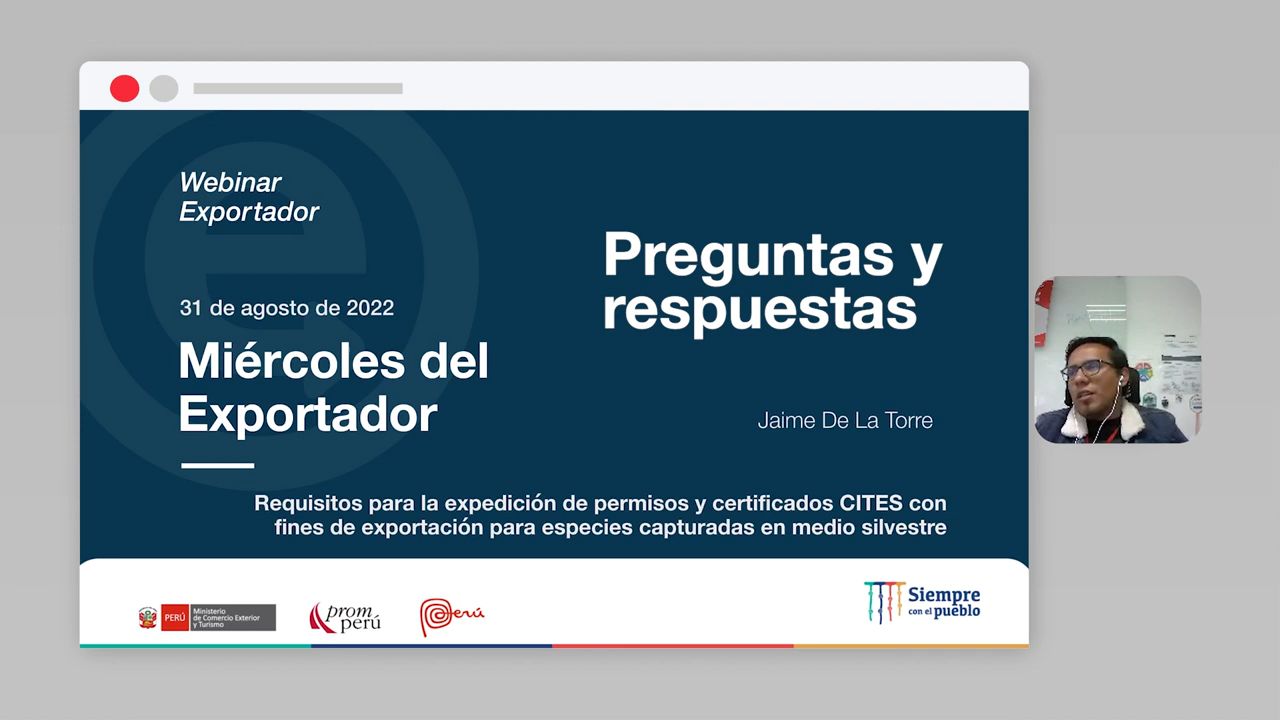 Webinar
Exportador
31 de agosto de 2022
Miércoles del
Exportador
Preguntas y
respuestas
Jaime De La Torre
Requisitos para la expedición de permisos y certificados CITES con
fines de exportación para especies capturadas en medio silvestre
PERÚ
Ministerio
de Comercio Exterior
y Turismo
prom
perú
Perú
Siempre
con el pueblo